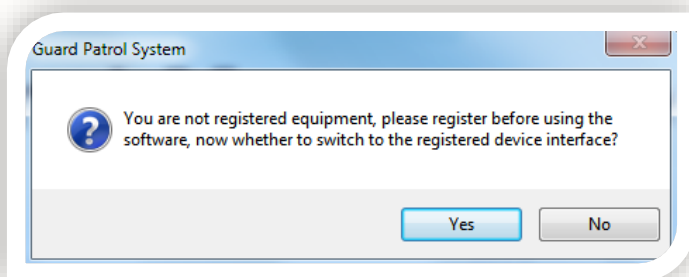 Guard Patrol System
You are not registered equipment, please register before using the
software, now whether to switch to the registered device interface?
Yes
No